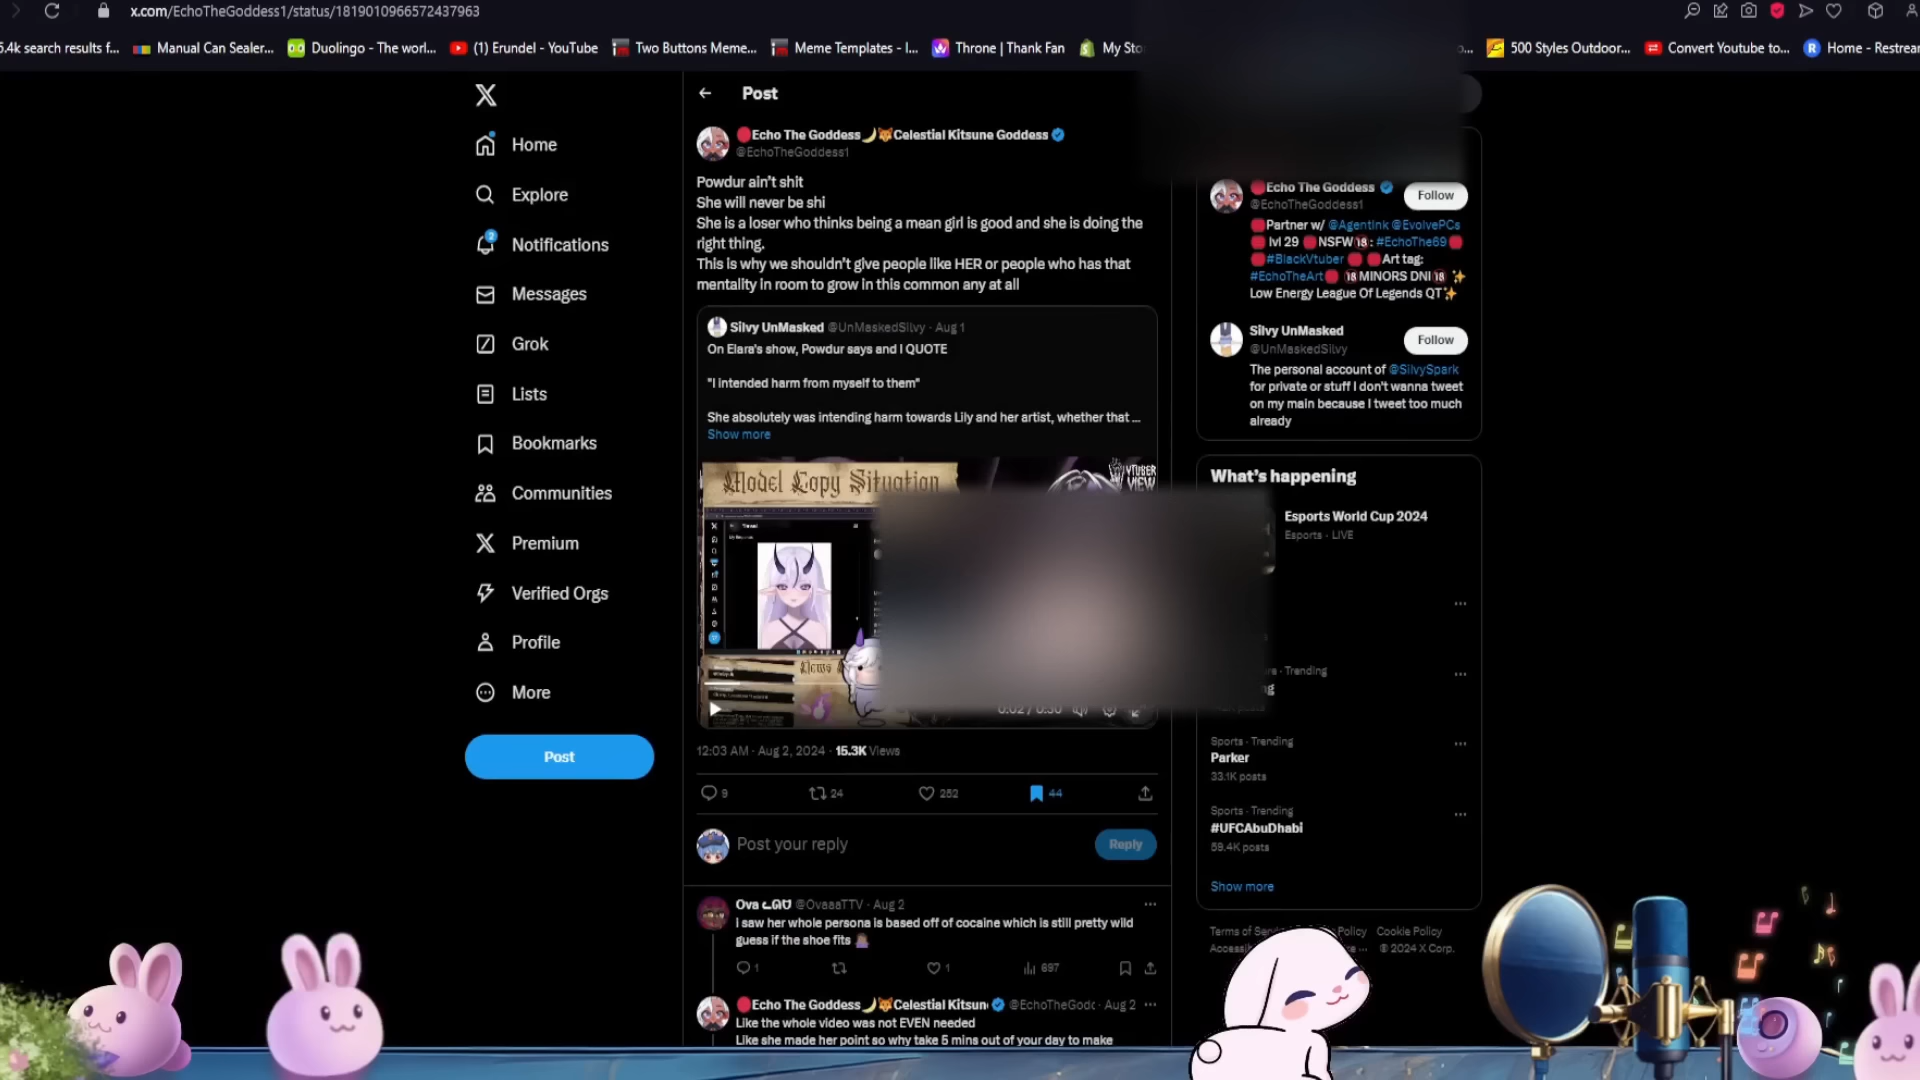 x.com/EchoTheGoddess1/status/1819010966572437963
5.4k search results f...
Manual Can Sealer...
Duolingo - The worl...
(1) Erundel - YouTube
Two Buttons Meme...
Meme Templates - I...
Throne | Thank Fan
My Sto
500 Styles Outdoor...
Convert Youtube to...
Home - Restrear
Home
Explore
2
Notifications
Messages
Grok
Lists
Bookmarks
Communities
Premium
Verified Orgs
Profile
More
Post
Post
Echo The Goddess🌙🦊Celestial Kitsune Goddess
@EchoTheGoddess1
Powdur ain't shit
She will never be shi
She is a loser who thinks being a mean girl is good and she is doing the
right thing.
This is why we shouldn't give people like HER or people who has that
mentality in room to grow in this common any at all
Silvy UnMasked @UnMaskedSilvy · Aug 1
On Elara's show, Powdur says and I QUOTE
"I intended harm from myself to them"
She absolutely was intending harm towards Lily and her artist, whether that ...
Show more
Model Copy Situation
VTUBER
VIEW
News
0:02 / 0:30
12:03 AM · Aug 2, 2024 · 15.3K Views
9
24
252
44
Post your reply
Reply
Ova @OvaaaTTV · Aug 2
I saw her whole persona is based off of cocaine which is still pretty wild
guess if the shoe fits
1
1
697
Echo The Goddess🌙🦊Celestial Kitsun @EchoTheGodc · Aug 2
Like the whole video was not EVEN needed
Like she made her point so why take 5 mins out of your day to make
Echo The Goddess
@EchoTheGoddess1
Follow
Partner w/ @AgentInk @EvolvePCs
lvl 29 NSFW🔞: #EchoThe69
#BlackVtuber Art tag:
#EchoTheArt 🔞MINORS DNI🔞✨
Low Energy League Of Legends QT✨
Silvy UnMasked
@UnMaskedSilvy
Follow
The personal account of @SilvySpark
for private or stuff I don't wanna tweet
on my main because I tweet too much
already
What's happening
Esports World Cup 2024
Esports · LIVE
· Trending
Sports · Trending
Parker
33.1K posts
Sports · Trending
#UFCAbuDhabi
59.4K posts
Show more
Terms of Policy Cookie Policy
© 2024 X Corp.